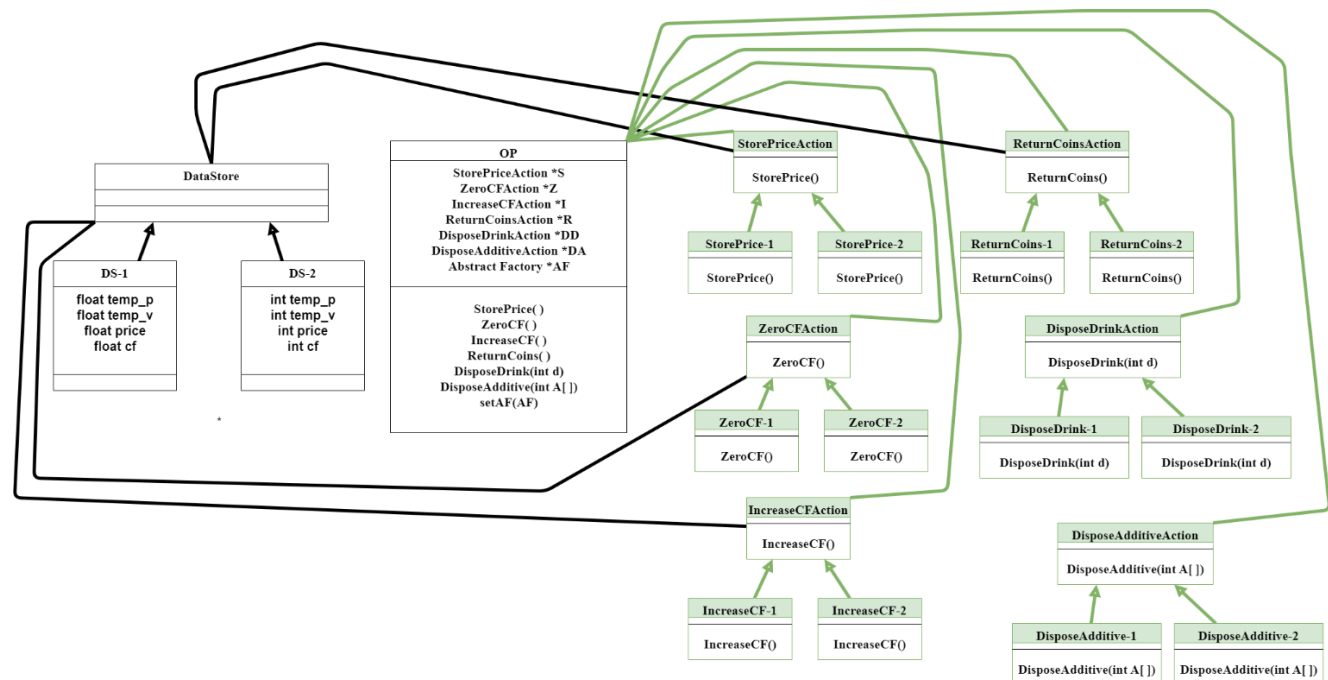 DataStore
DS-1
float temp_p
float temp_v
float price
float cf
DS-2
int temp_p
int temp_v
int price
int cf
*
OP
StorePriceAction *S
ZeroCFAction *Z
IncreaseCFAction *I
ReturnCoinsAction *R
DisposeDrinkAction *DD
DisposeAdditiveAction *DA
Abstract Factory *AF
StorePrice( )
ZeroCF( )
IncreaseCF( )
ReturnCoins( )
DisposeDrink(int d)
DisposeAdditive(int A[ ])
setAF(AF)
StorePriceAction
StorePrice()
StorePrice-1
StorePrice()
StorePrice-2
StorePrice()
ReturnCoinsAction
ReturnCoins()
ReturnCoins-1
ReturnCoins()
ReturnCoins-2
ReturnCoins()
ZeroCFAction
ZeroCF()
ZeroCF-1
ZeroCF()
ZeroCF-2
ZeroCF()
DisposeDrinkAction
DisposeDrink(int d)
DisposeDrink-1
DisposeDrink(int d)
DisposeDrink-2
DisposeDrink(int d)
IncreaseCFAction
IncreaseCF()
IncreaseCF-1
IncreaseCF()
IncreaseCF-2
IncreaseCF()
DisposeAdditiveAction
DisposeAdditive(int A[ ])
DisposeAdditive-1
DisposeAdditive(int A[ ])
DisposeAdditive-2
DisposeAdditive(int A[ ])